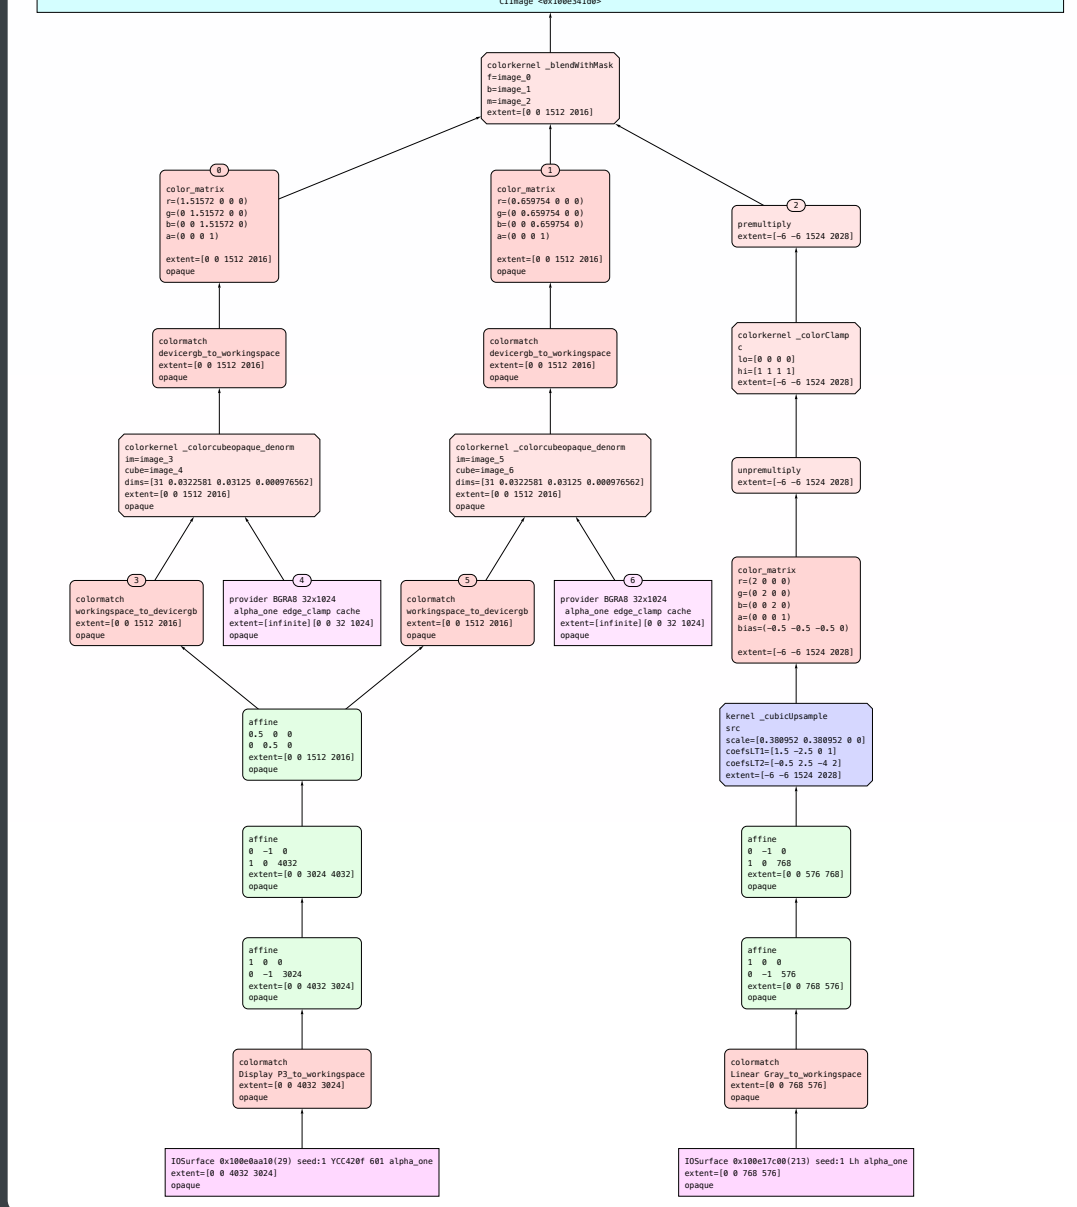 CIImage <0x100e341d0>
colorkernel _blendWithMask
f=image_0
b=image_1
m=image_2
extent=[0 0 1512 2016]
0
color_matrix
r=(1.51572 0 0 0)
g=(0 1.51572 0 0)
b=(0 0 1.51572 0)
a=(0 0 0 1)
extent=[0 0 1512 2016]
opaque
1
color_matrix
r=(0.659754 0 0 0)
g=(0 0.659754 0 0)
b=(0 0 0.659754 0)
a=(0 0 0 1)
extent=[0 0 1512 2016]
opaque
2
premultiply
extent=[-6 -6 1524 2028]
colormatch
devicergb_to_workingspace
extent=[0 0 1512 2016]
opaque
colormatch
devicergb_to_workingspace
extent=[0 0 1512 2016]
opaque
colorkernel _colorClamp
c
lo=[0 0 0 0]
hi=[1 1 1 1]
extent=[-6 -6 1524 2028]
colorkernel _colorcubeopaque_denorm
im=image_3
cube=image_4
dims=[31 0.0322581 0.03125 0.000976562]
extent=[0 0 1512 2016]
opaque
colorkernel _colorcubeopaque_denorm
im=image_5
cube=image_6
dims=[31 0.0322581 0.03125 0.000976562]
extent=[0 0 1512 2016]
opaque
unpremultiply
extent=[-6 -6 1524 2028]
3
colormatch
workingspace_to_devicergb
extent=[0 0 1512 2016]
opaque
4
provider BGRA8 32x1024
alpha_one edge_clamp cache
extent=[infinite][0 0 32 1024]
opaque
5
colormatch
workingspace_to_devicergb
extent=[0 0 1512 2016]
opaque
6
provider BGRA8 32x1024
alpha_one edge_clamp cache
extent=[infinite][0 0 32 1024]
opaque
color_matrix
r=(2 0 0 0)
g=(0 2 0 0)
b=(0 0 2 0)
a=(0 0 0 1)
bias=(-0.5 -0.5 -0.5 0)
extent=[-6 -6 1524 2028]
affine
0.5 0 0
0 0.5 0
extent=[0 0 1512 2016]
opaque
kernel _cubicUpsample
src
scale=[0.380952 0.380952 0 0]
coefsLT1=[1.5 -2.5 0 1]
coefsLT2=[-0.5 2.5 -4 2]
extent=[-6 -6 1524 2028]
affine
0 -1 0
1 0 4032
extent=[0 0 3024 4032]
opaque
affine
0 -1 0
1 0 768
extent=[0 0 576 768]
opaque
affine
1 0 0
0 -1 3024
extent=[0 0 4032 3024]
opaque
affine
1 0 0
0 -1 576
extent=[0 0 768 576]
opaque
colormatch
Display P3_to_workingspace
extent=[0 0 4032 3024]
opaque
colormatch
Linear Gray_to_workingspace
extent=[0 0 768 576]
opaque
IOSurface 0x100e0aa10(29) seed:1 YCC420f 601 alpha_one
extent=[0 0 4032 3024]
opaque
IOSurface 0x100e17c00(213) seed:1 Lh alpha_one
extent=[0 0 768 576]
opaque